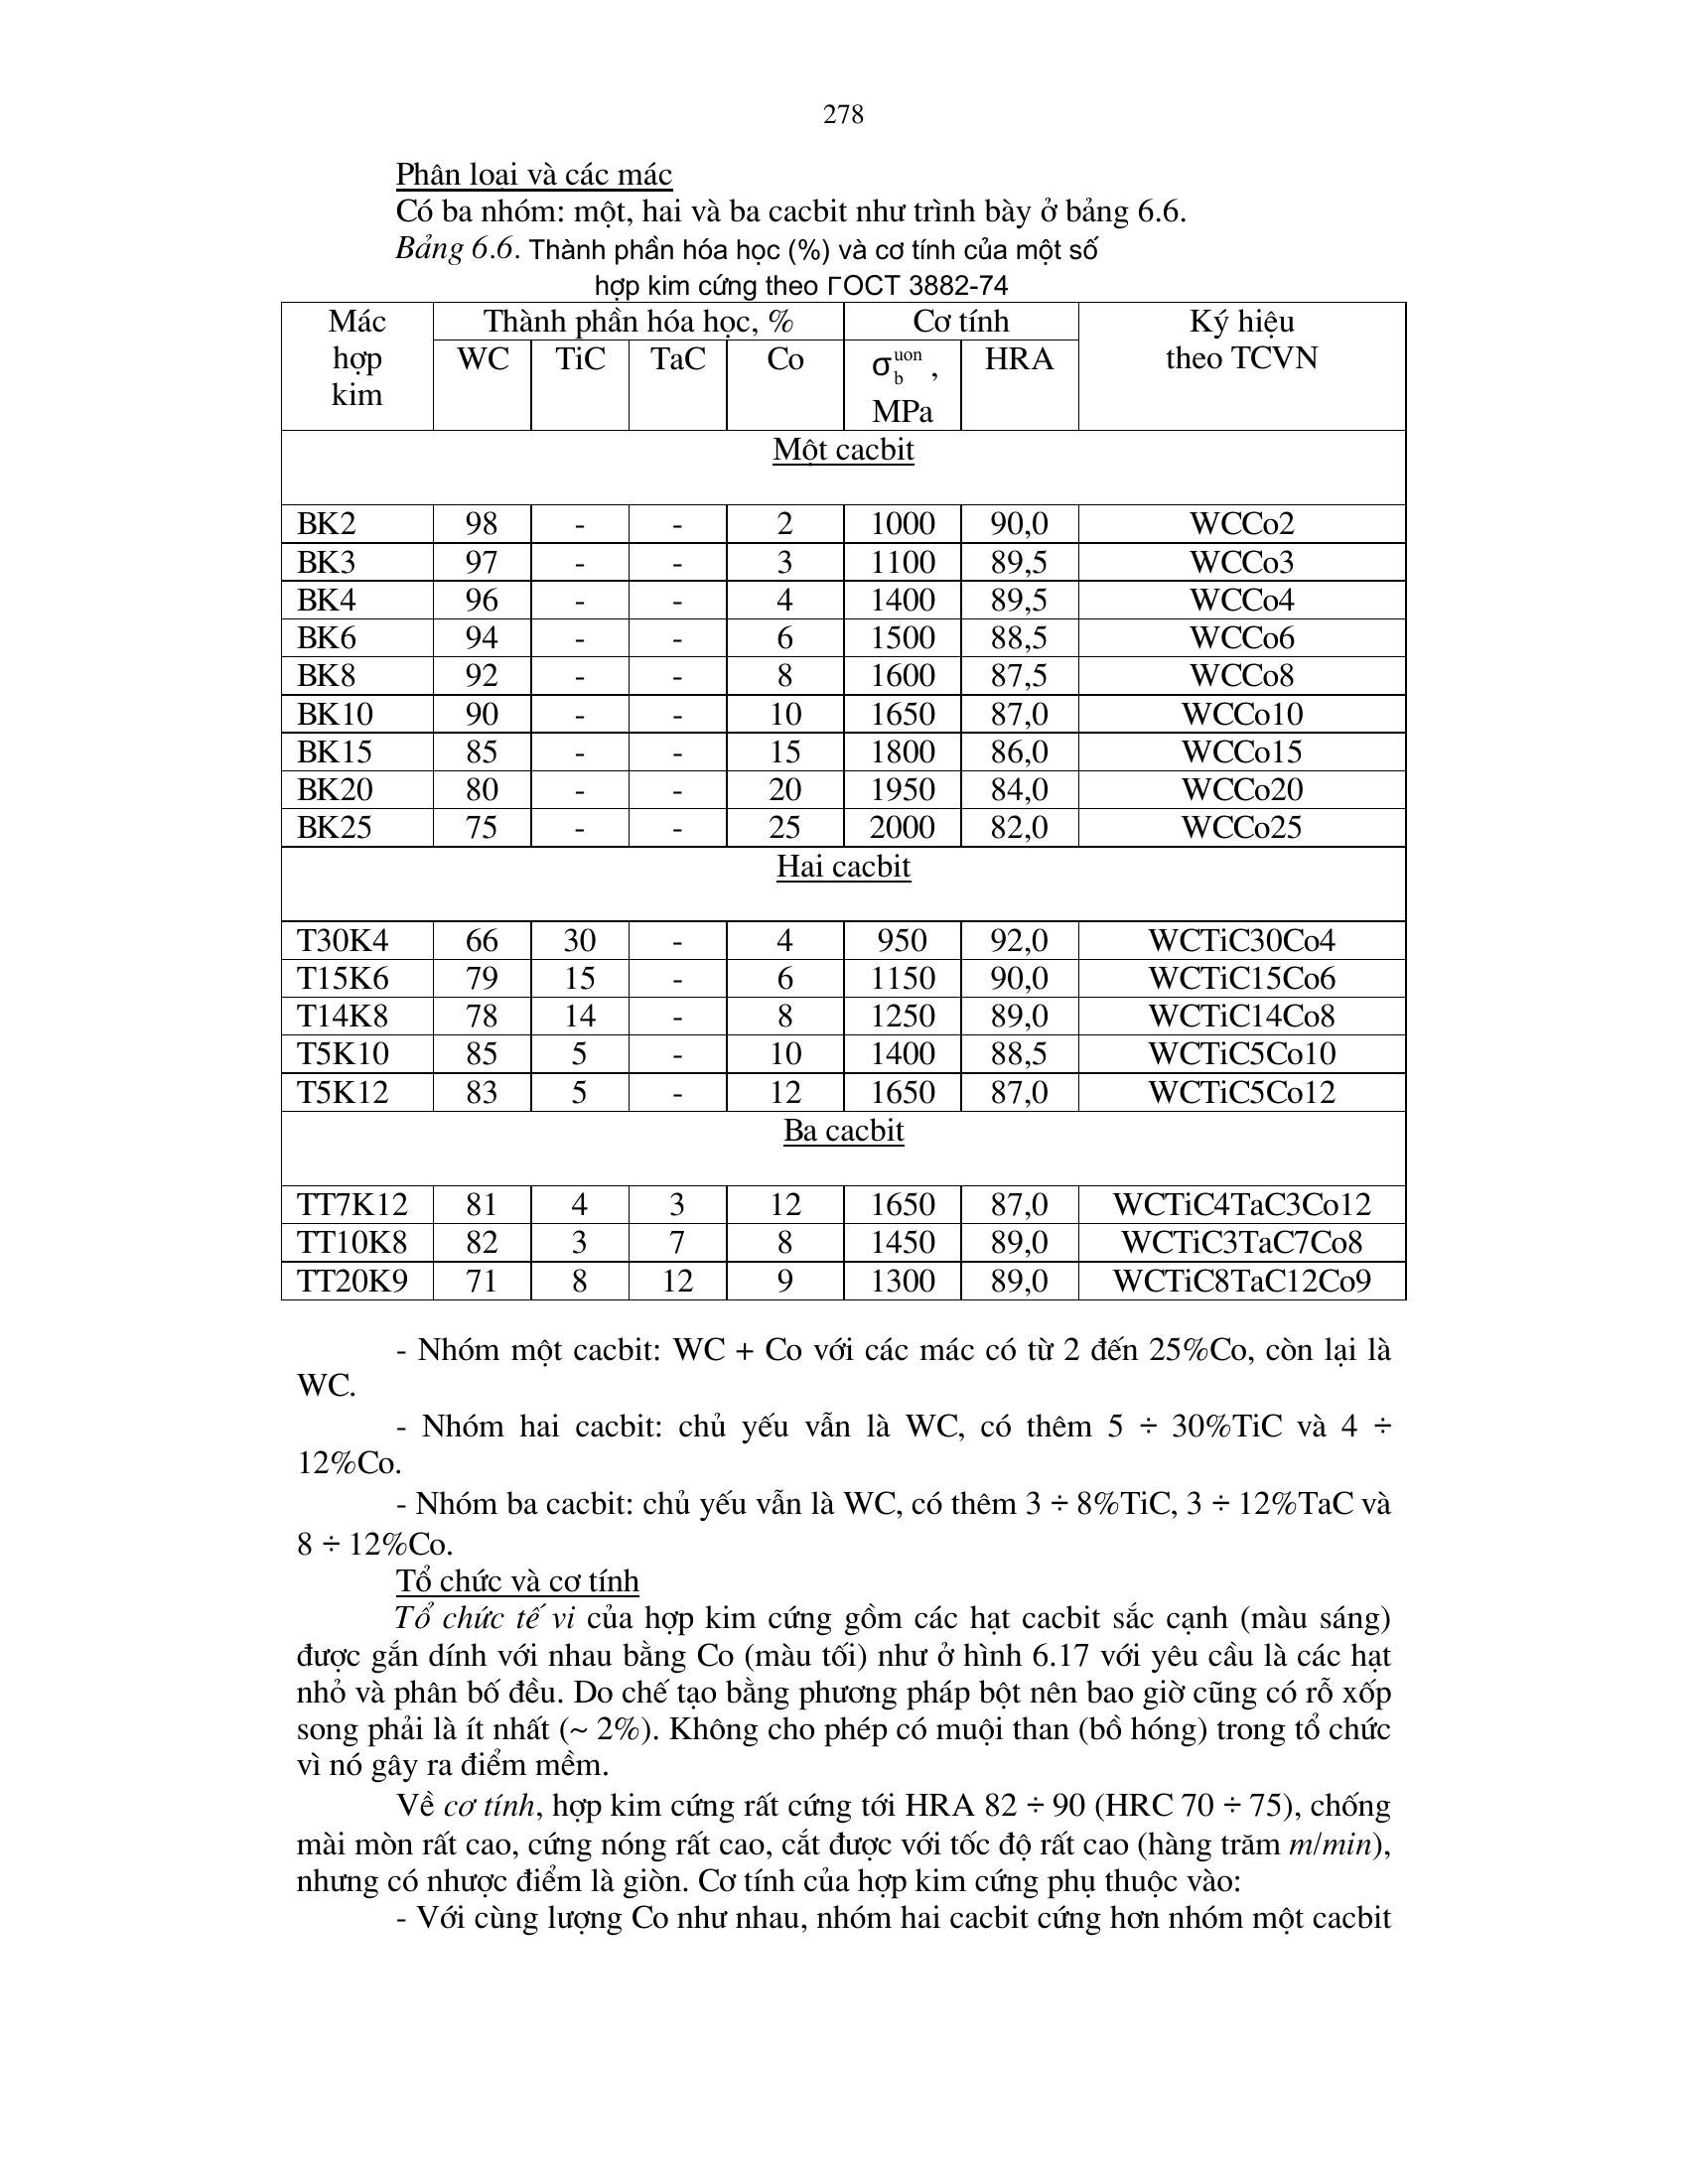 278
Phân loại và các mác
Có ba nhóm: một, hai và ba cacbit như trình bày ở bảng 6.6.
Bảng 6.6. Thành phần hóa học (%) và cơ tính của một số
hợp kim cứng theo ГOCT 3882-74
Mác hợp kim Thành phần hóa học, % Cơ tính Ký hiệu theo TCVN
WC TiC TaC Co σ_b^uon, MPa HRA
Một cacbit
BK2 98 - - 2 1000 90,0 WCCo2
BK3 97 - - 3 1100 89,5 WCCo3
BK4 96 - - 4 1400 89,5 WCCo4
BK6 94 - - 6 1500 88,5 WCCo6
BK8 92 - - 8 1600 87,5 WCCo8
BK10 90 - - 10 1650 87,0 WCCo10
BK15 85 - - 15 1800 86,0 WCCo15
BK20 80 - - 20 1950 84,0 WCCo20
BK25 75 - - 25 2000 82,0 WCCo25
Hai cacbit
T30K4 66 30 - 4 950 92,0 WCTiC30Co4
T15K6 79 15 - 6 1150 90,0 WCTiC15Co6
T14K8 78 14 - 8 1250 89,0 WCTiC14Co8
T5K10 85 5 - 10 1400 88,5 WCTiC5Co10
T5K12 83 5 - 12 1650 87,0 WCTiC5Co12
Ba cacbit
TT7K12 81 4 3 12 1650 87,0 WCTiC4TaC3Co12
TT10K8 82 3 7 8 1450 89,0 WCTiC3TaC7Co8
TT20K9 71 8 12 9 1300 89,0 WCTiC8TaC12Co9
- Nhóm một cacbit: WC + Co với các mác có từ 2 đến 25%Co, còn lại là
WC.
- Nhóm hai cacbit: chủ yếu vẫn là WC, có thêm 5 ÷ 30%TiC và 4 ÷
12%Co.
- Nhóm ba cacbit: chủ yếu vẫn là WC, có thêm 3 ÷ 8%TiC, 3 ÷ 12%TaC và
8 ÷ 12%Co.
Tổ chức và cơ tính
Tổ chức tế vi của hợp kim cứng gồm các hạt cacbit sắc cạnh (màu sáng)
được gắn dính với nhau bằng Co (màu tối) như ở hình 6.17 với yêu cầu là các hạt
nhỏ và phân bố đều. Do chế tạo bằng phương pháp bột nên bao giờ cũng có rỗ xốp
song phải là ít nhất (~ 2%). Không cho phép có muội than (bồ hóng) trong tổ chức
vì nó gây ra điểm mềm.
Về cơ tính, hợp kim cứng rất cứng tới HRA 82 ÷ 90 (HRC 70 ÷ 75), chống
mài mòn rất cao, cứng nóng rất cao, cắt được với tốc độ rất cao (hàng trăm m/min),
nhưng có nhược điểm là giòn. Cơ tính của hợp kim cứng phụ thuộc vào:
- Với cùng lượng Co như nhau, nhóm hai cacbit cứng hơn nhóm một cacbit